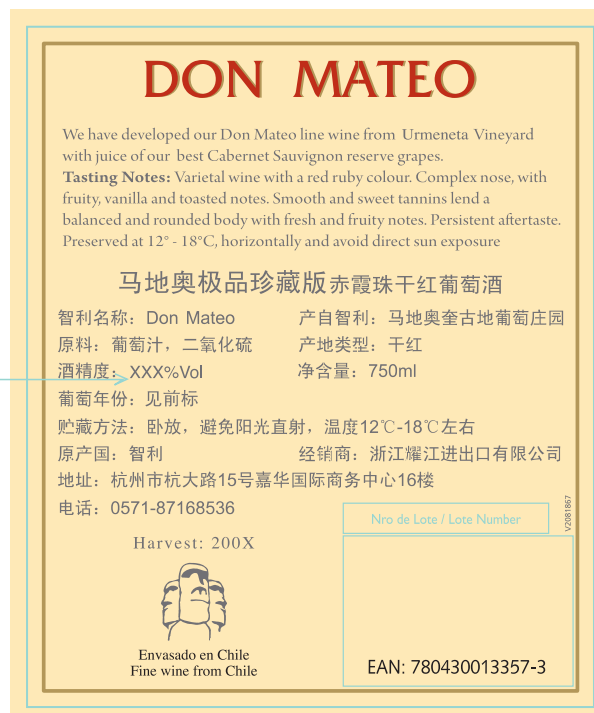 DON MATEO
We have developed our Don Mateo line wine from Urmeneta Vineyard
with juice of our best Cabernet Sauvignon reserve grapes.
Tasting Notes: Varietal wine with a red ruby colour. Complex nose, with
fruity, vanilla and toasted notes. Smooth and sweet tannins lend a
balanced and rounded body with fresh and fruity notes. Persistent aftertaste.
Preserved at 12° - 18°C, horizontally and avoid direct sun exposure
马地奥极品珍藏版赤霞珠干红葡萄酒
智利名称：Don Mateo 产自智利：马地奥奎古地葡萄庄园
原料：葡萄汁，二氧化硫 产地类型：干红
酒精度：XXX%Vol 净含量：750ml
葡萄年份：见前标
贮藏方法：卧放，避免阳光直射，温度12℃-18℃左右
原产国：智利 经销商：浙江耀江进出口有限公司
地址：杭州市杭大路15号嘉华国际商务中心16楼
电话：0571-87168536
Nro de Lote / Lote Number
V2081867
Harvest: 200X
Envasado en Chile
Fine wine from Chile
EAN: 780430013357-3